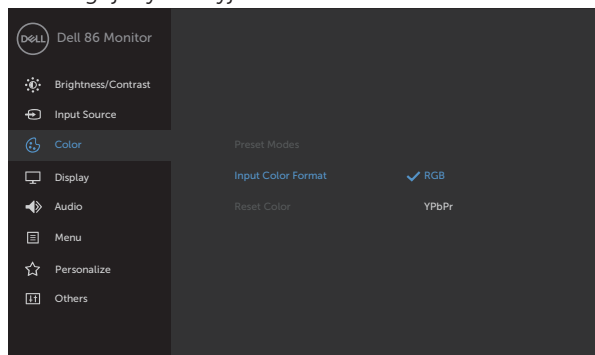 DELL
Dell 86 Monitor
Brightness/Contrast
Input Source
Color
Display
Audio
Menu
Personalize
Others
Preset Modes
Input Color Format
RGB
Reset Color
YPbPr